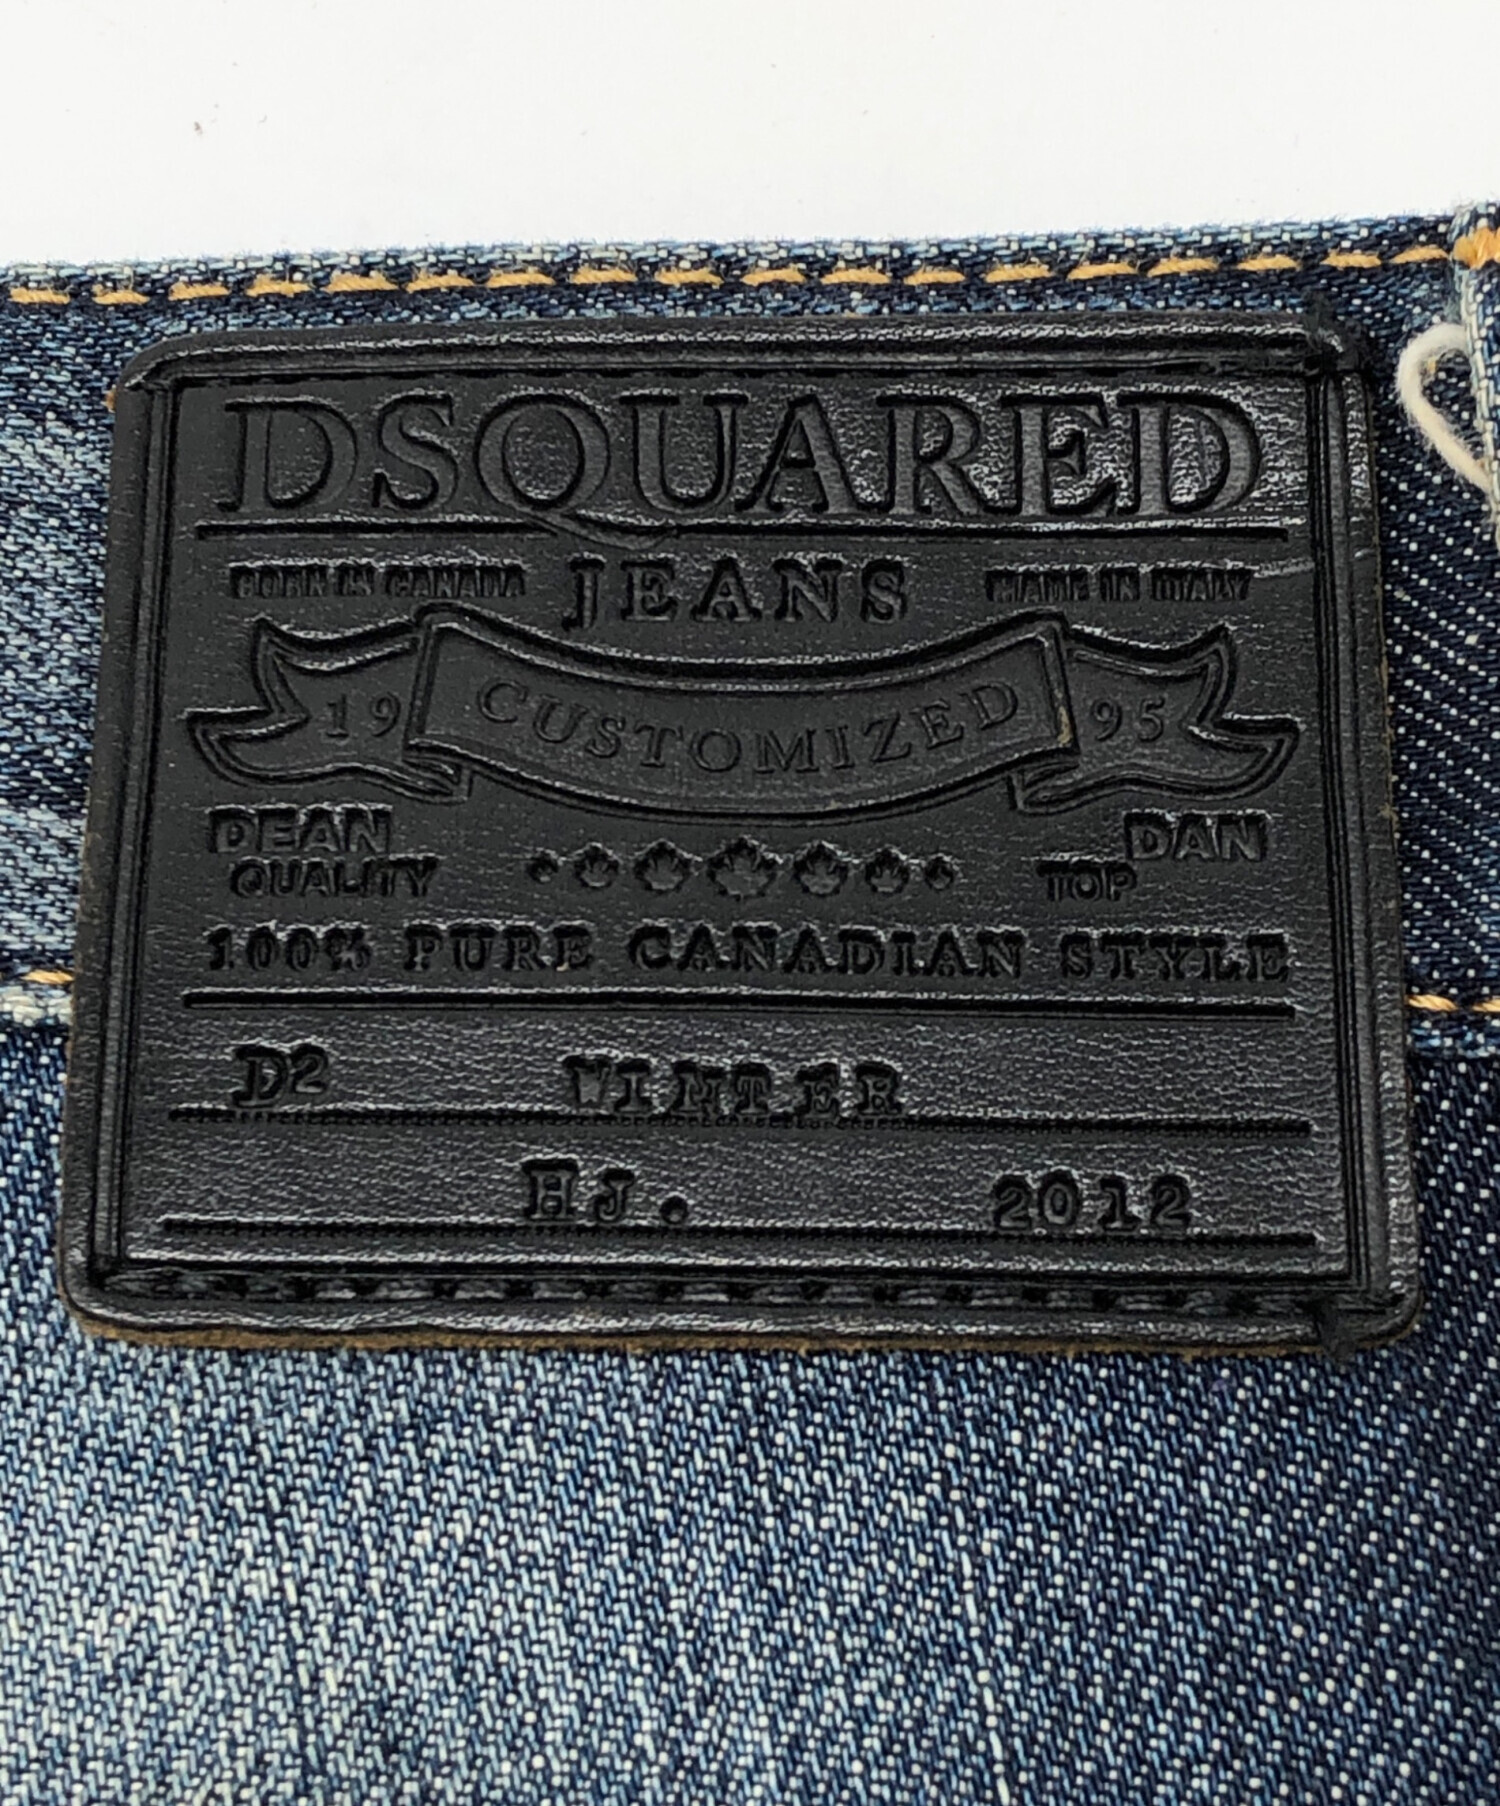 DSQUARED
BORN IN CANADA JEANS MADE IN ITALY
19 CUSTOMIZED 95
DEAN DAN
QUALITY TOP
100% PURE CANADIAN STYLE
D2 WINTER
HJ. 2012